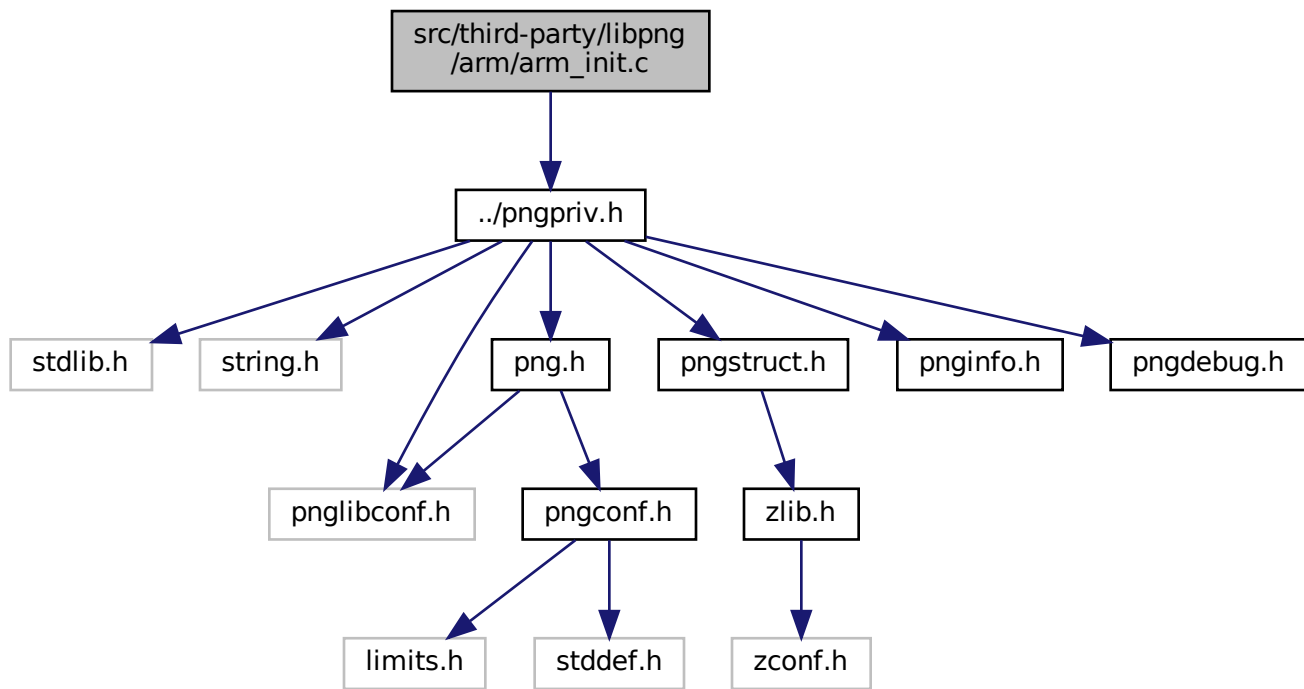 src/third-party/libpng
/arm/arm_init.c
../pngpriv.h
stdlib.h
string.h
png.h
pngstruct.h
pnginfo.h
pngdebug.h
pnglibconf.h
pngconf.h
zlib.h
limits.h
stddef.h
zconf.h